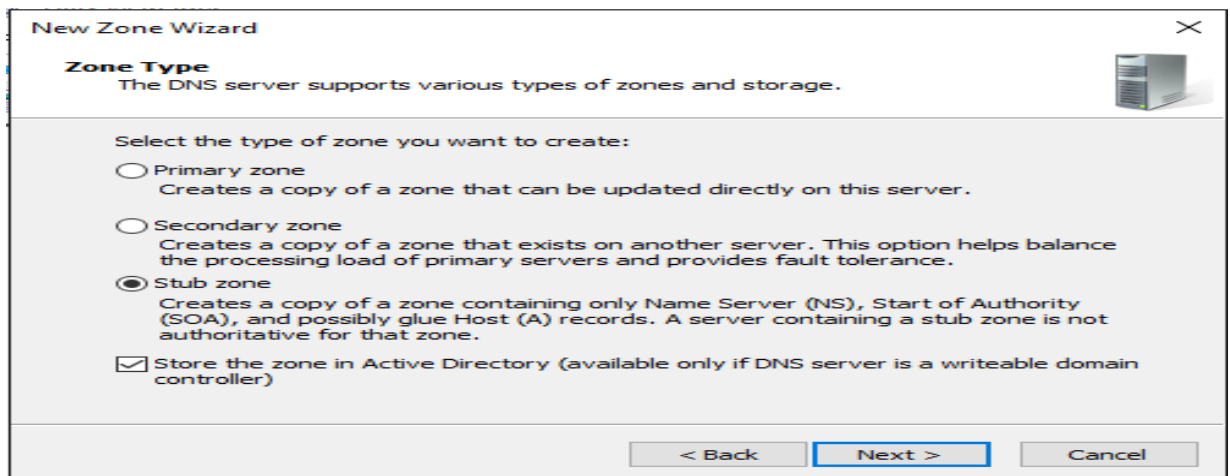 New Zone Wizard
Zone Type
The DNS server supports various types of zones and storage.
Select the type of zone you want to create:
Primary zone
Creates a copy of a zone that can be updated directly on this server.
Secondary zone
Creates a copy of a zone that exists on another server. This option helps balance
the processing load of primary servers and provides fault tolerance.
Stub zone
Creates a copy of a zone containing only Name Server (NS), Start of Authority
(SOA), and possibly glue Host (A) records. A server containing a stub zone is not
authoritative for that zone.
Store the zone in Active Directory (available only if DNS server is a writeable domain
controller)
< Back Next > Cancel